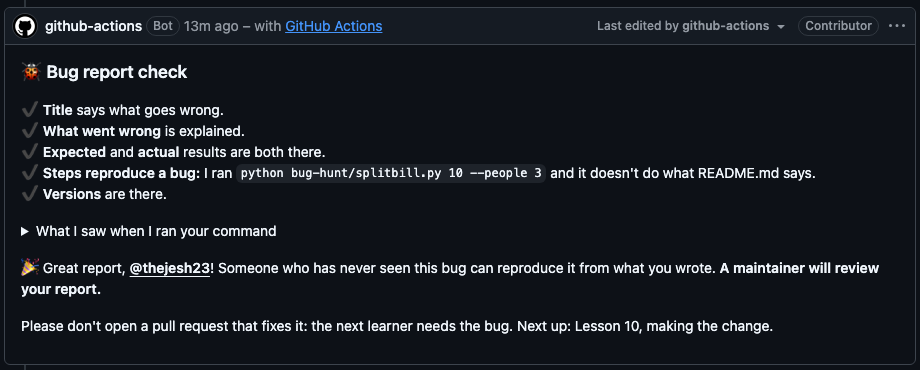 github-actions Bot 13m ago – with GitHub Actions Last edited by github-actions Contributor
Bug report check
Title says what goes wrong.
What went wrong is explained.
Expected and actual results are both there.
Steps reproduce a bug: I ran python bug-hunt/splitbill.py 10 --people 3 and it doesn't do what README.md says.
Versions are there.
What I saw when I ran your command
Great report, @thejesh23! Someone who has never seen this bug can reproduce it from what you wrote. A maintainer will review
your report.
Please don't open a pull request that fixes it: the next learner needs the bug. Next up: Lesson 10, making the change.